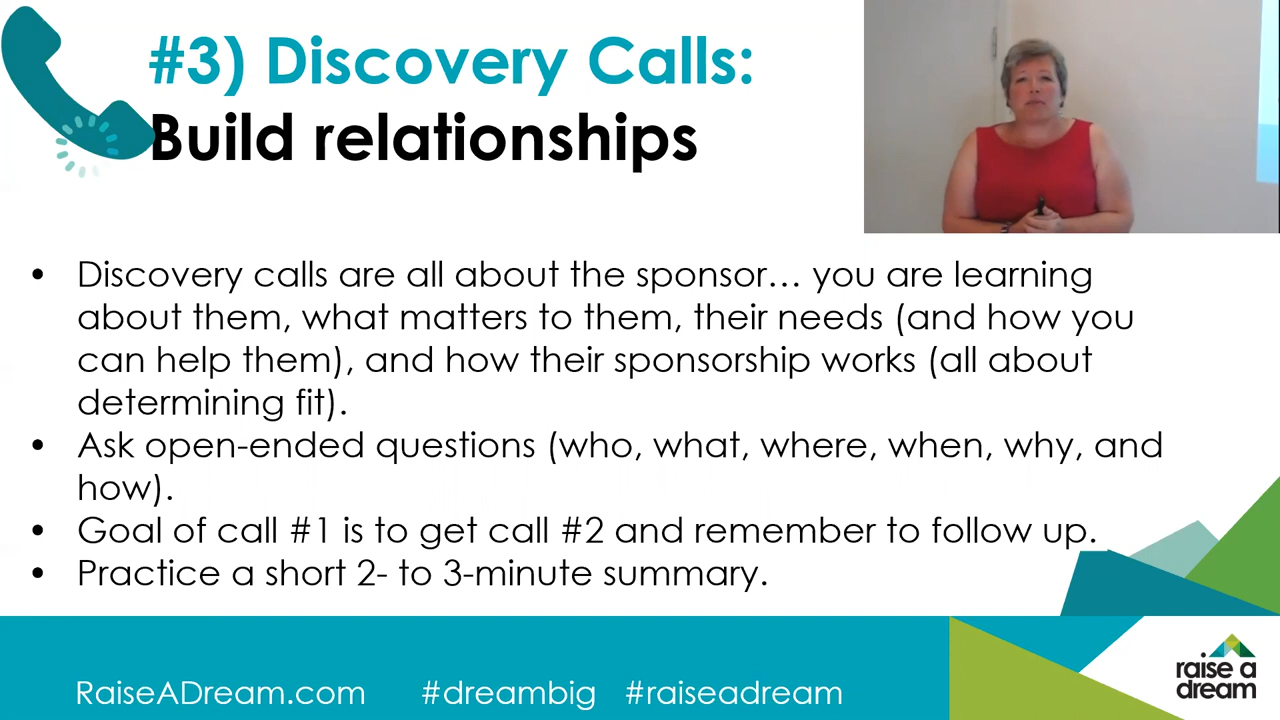 #3) Discovery Calls:
Build relationships
• Discovery calls are all about the sponsor… you are learning
about them, what matters to them, their needs (and how you
can help them), and how their sponsorship works (all about
determining fit).
• Ask open-ended questions (who, what, where, when, why, and
how).
• Goal of call #1 is to get call #2 and remember to follow up.
• Practice a short 2- to 3-minute summary.
RaiseADream.com #dreambig #raiseadream
raise a
dream